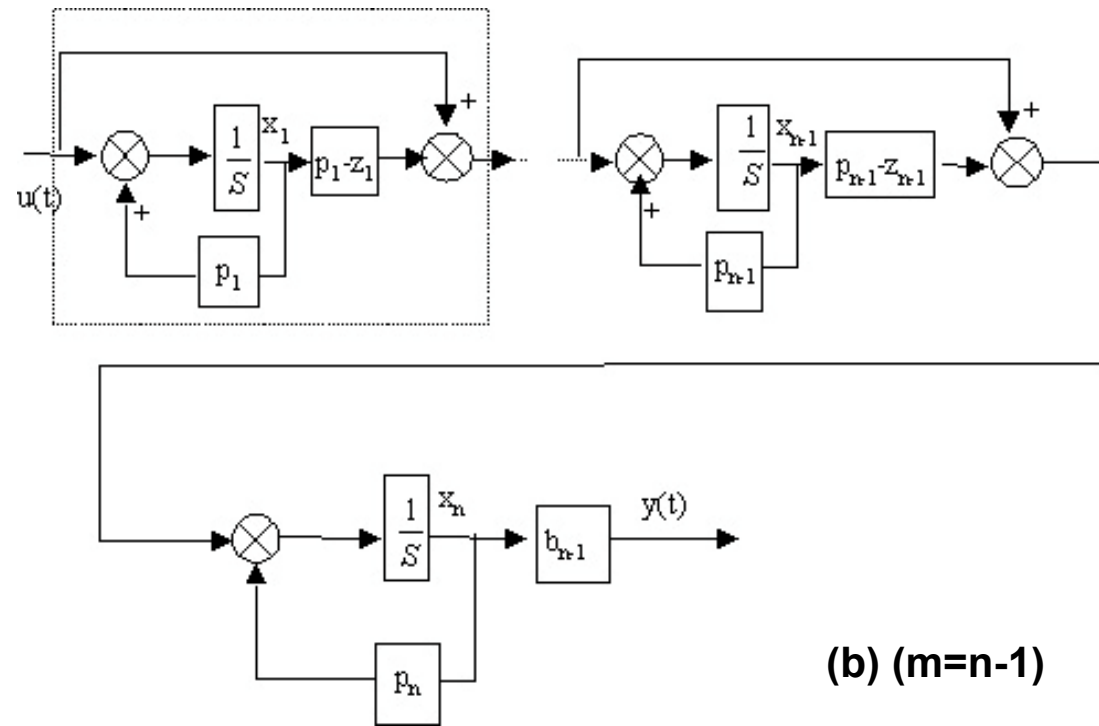 + +
1 x₁ 1 xₙ₋₁
S p₁-z₁ S pₙ₋₁-zₙ₋₁
u(t) + +
p₁ pₙ₋₁
1 xₙ y(t)
S bₙ₋₁
pₙ
(b) (m=n-1)